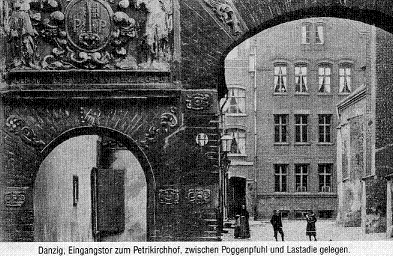 Danzig, Eingangstor zum Petrikirchhof, zwischen Poggenpfuhl und Lastadie gelegen.